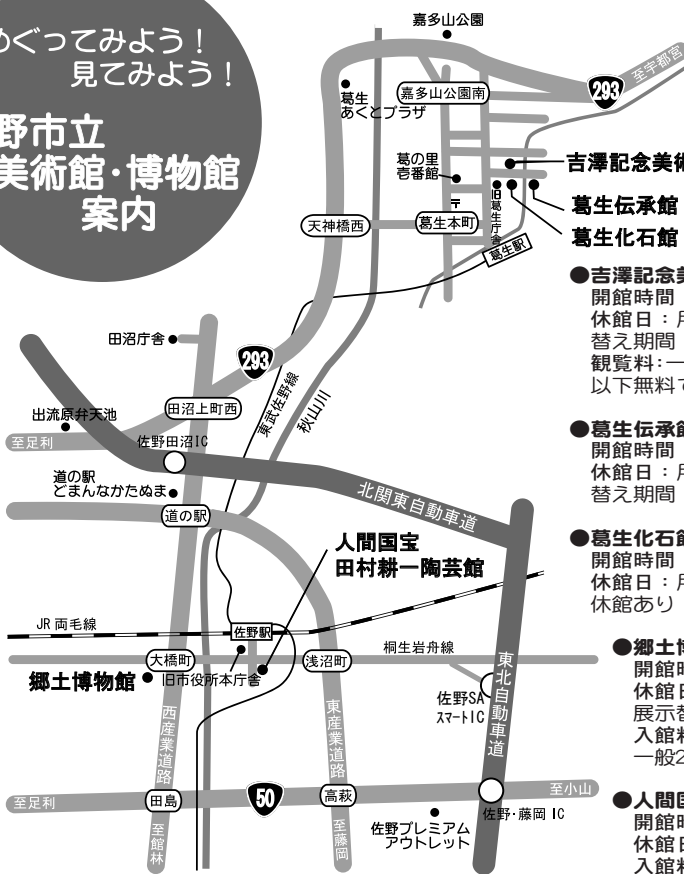 めぐってみよう！
見てみよう！
野市立
美術館・博物館
案内
嘉多山公園
至宇都宮
293
葛生
あくとプラザ
嘉多山公園南
葛の里
壱番館
〒
旧葛生庁舎
吉澤記念美術
葛生伝承館
葛生化石館
天神橋西
葛生本町
葛生駅
●吉澤記念美
開館時間
休館日：月
替え期間
観覧料：一
以下無料で
田沼庁舎
293
東武佐野線
秋山川
出流原弁天池
田沼上町西
至足利
佐野田沼IC
●葛生伝承館
開館時間
休館日：月
替え期間
道の駅
どまんなかたぬま
道の駅
北関東自動車道
人間国宝
田村耕一陶芸館
●葛生化石館
開館時間
休館日：月
休館あり
JR 両毛線
佐野駅
大橋町
浅沼町
桐生岩舟線
郷土博物館
旧市役所本庁舎
佐野SA
スマートIC
東北自動車道
●郷土博
開館時
休館日
展示替
入館料
一般2
西産業道路
東産業道路
至足利
田島
50
高萩
至小山
佐野・藤岡 IC
至館林
至藤岡
佐野プレミアム
アウトレット
●人間国
開館時
休館日
入館料